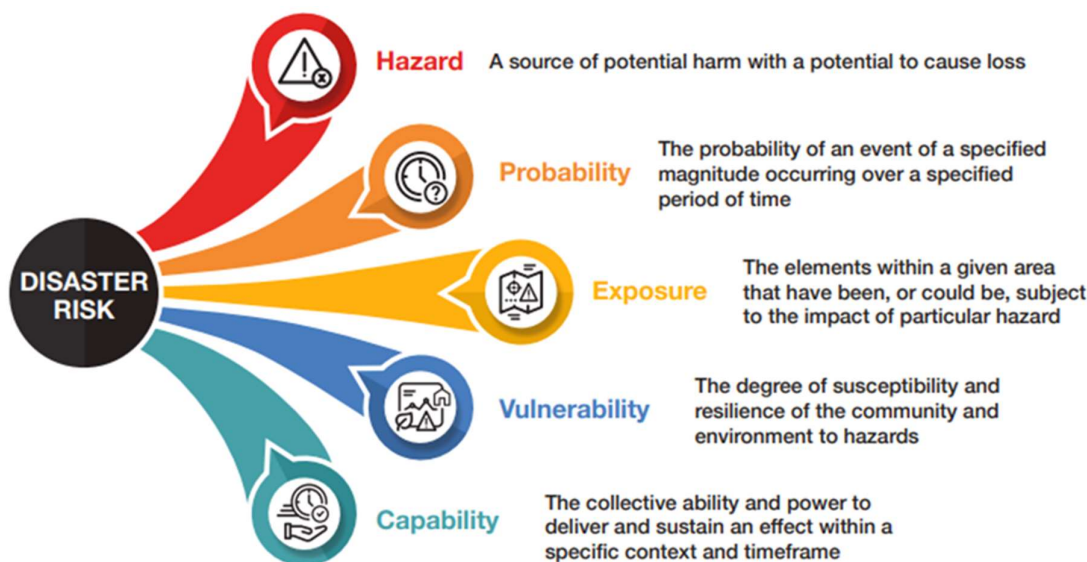 Hazard
A source of potential harm with a potential to cause loss
Probability
The probability of an event of a specified
magnitude occurring over a specified
period of time
DISASTER
RISK
Exposure
The elements within a given area
that have been, or could be, subject
to the impact of particular hazard
Vulnerability
The degree of susceptibility and
resilience of the community and
environment to hazards
Capability
The collective ability and power to
deliver and sustain an effect within a
specific context and timeframe